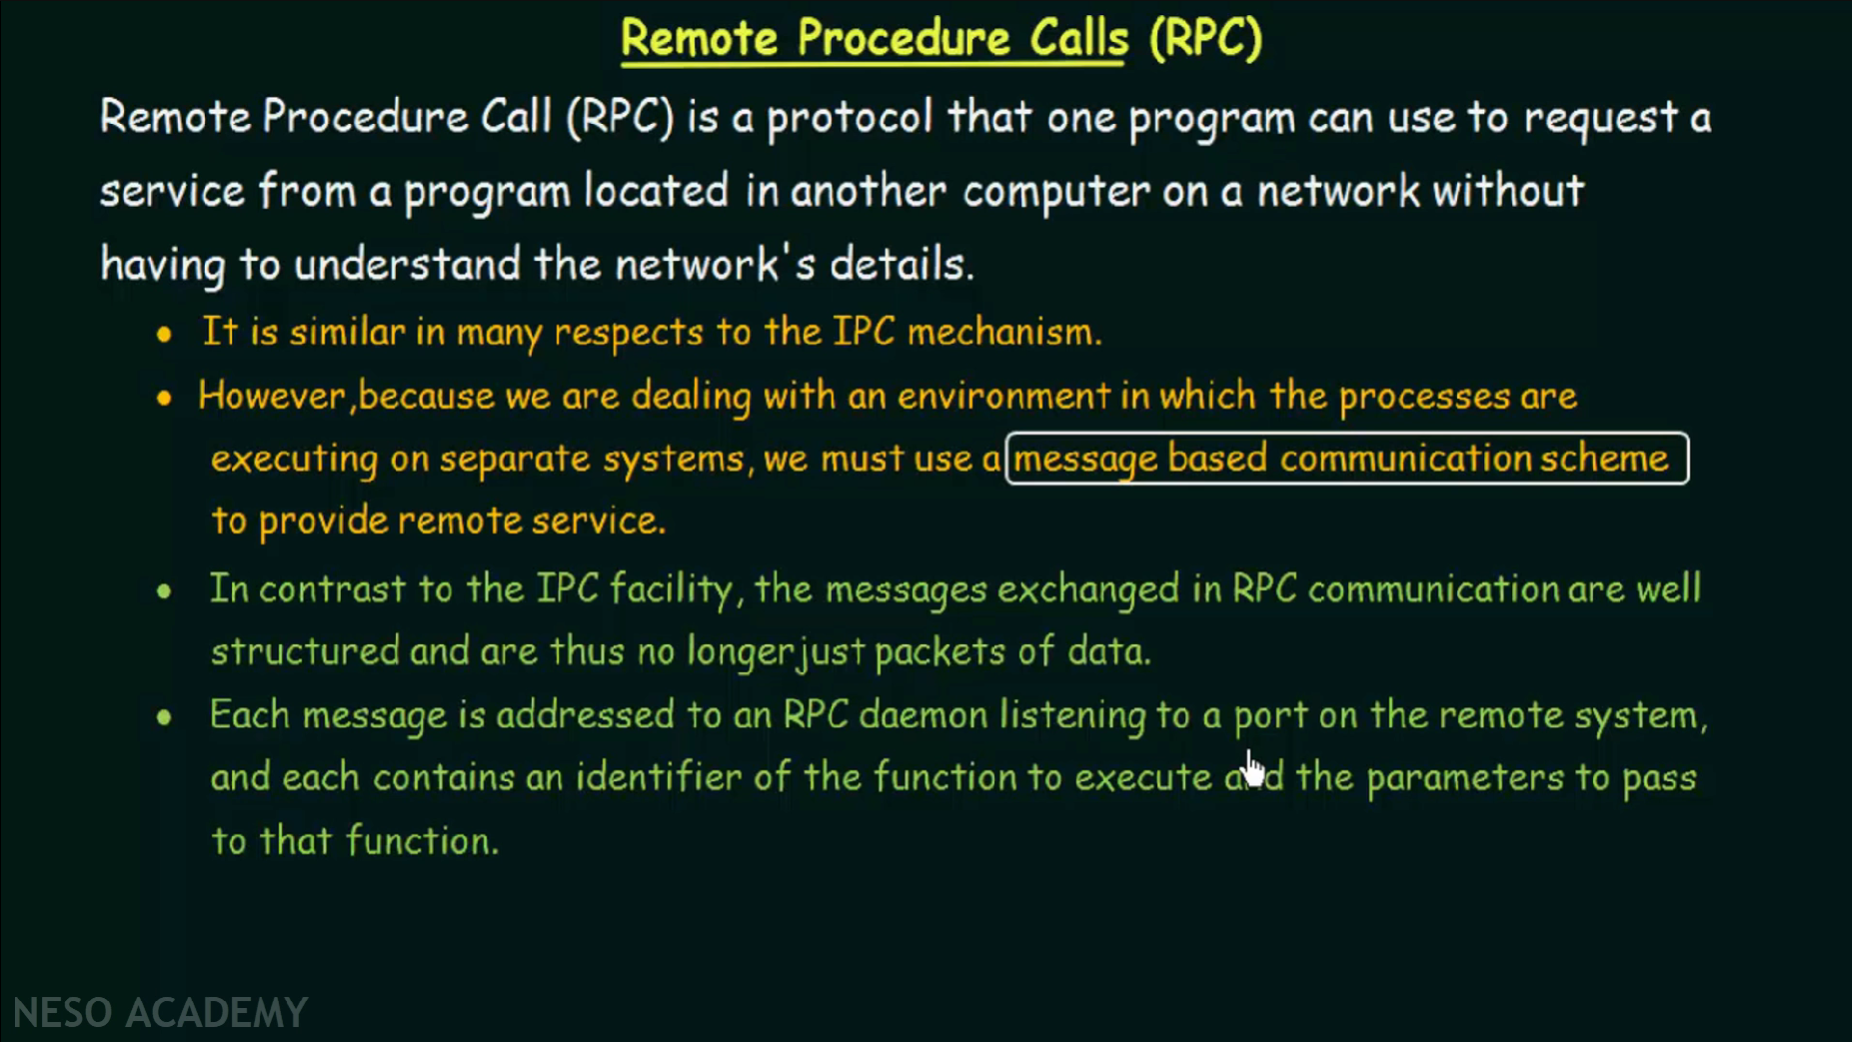 Remote Procedure Calls (RPC)
Remote Procedure Call (RPC) is a protocol that one program can use to request a
service from a program located in another computer on a network without
having to understand the network's details.
• It is similar in many respects to the IPC mechanism.
• However,because we are dealing with an environment in which the processes are
executing on separate systems, we must use a message based communication scheme
to provide remote service.
• In contrast to the IPC facility, the messages exchanged in RPC communication are well
structured and are thus no longer just packets of data.
• Each message is addressed to an RPC daemon listening to a port on the remote system,
and each contains an identifier of the function to execute and the parameters to pass
to that function.
NESO ACADEMY